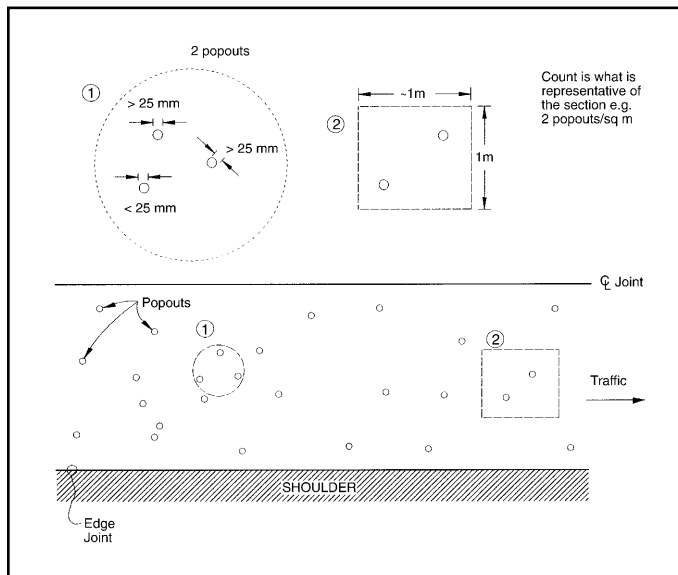 2 popouts
1
> 25 mm
> 25 mm
< 25 mm
2
~1m
1m
Count is what is
representative of
the section e.g.
2 popouts/sq m
℄ Joint
Popouts
1
2
Traffic
SHOULDER
Edge
Joint